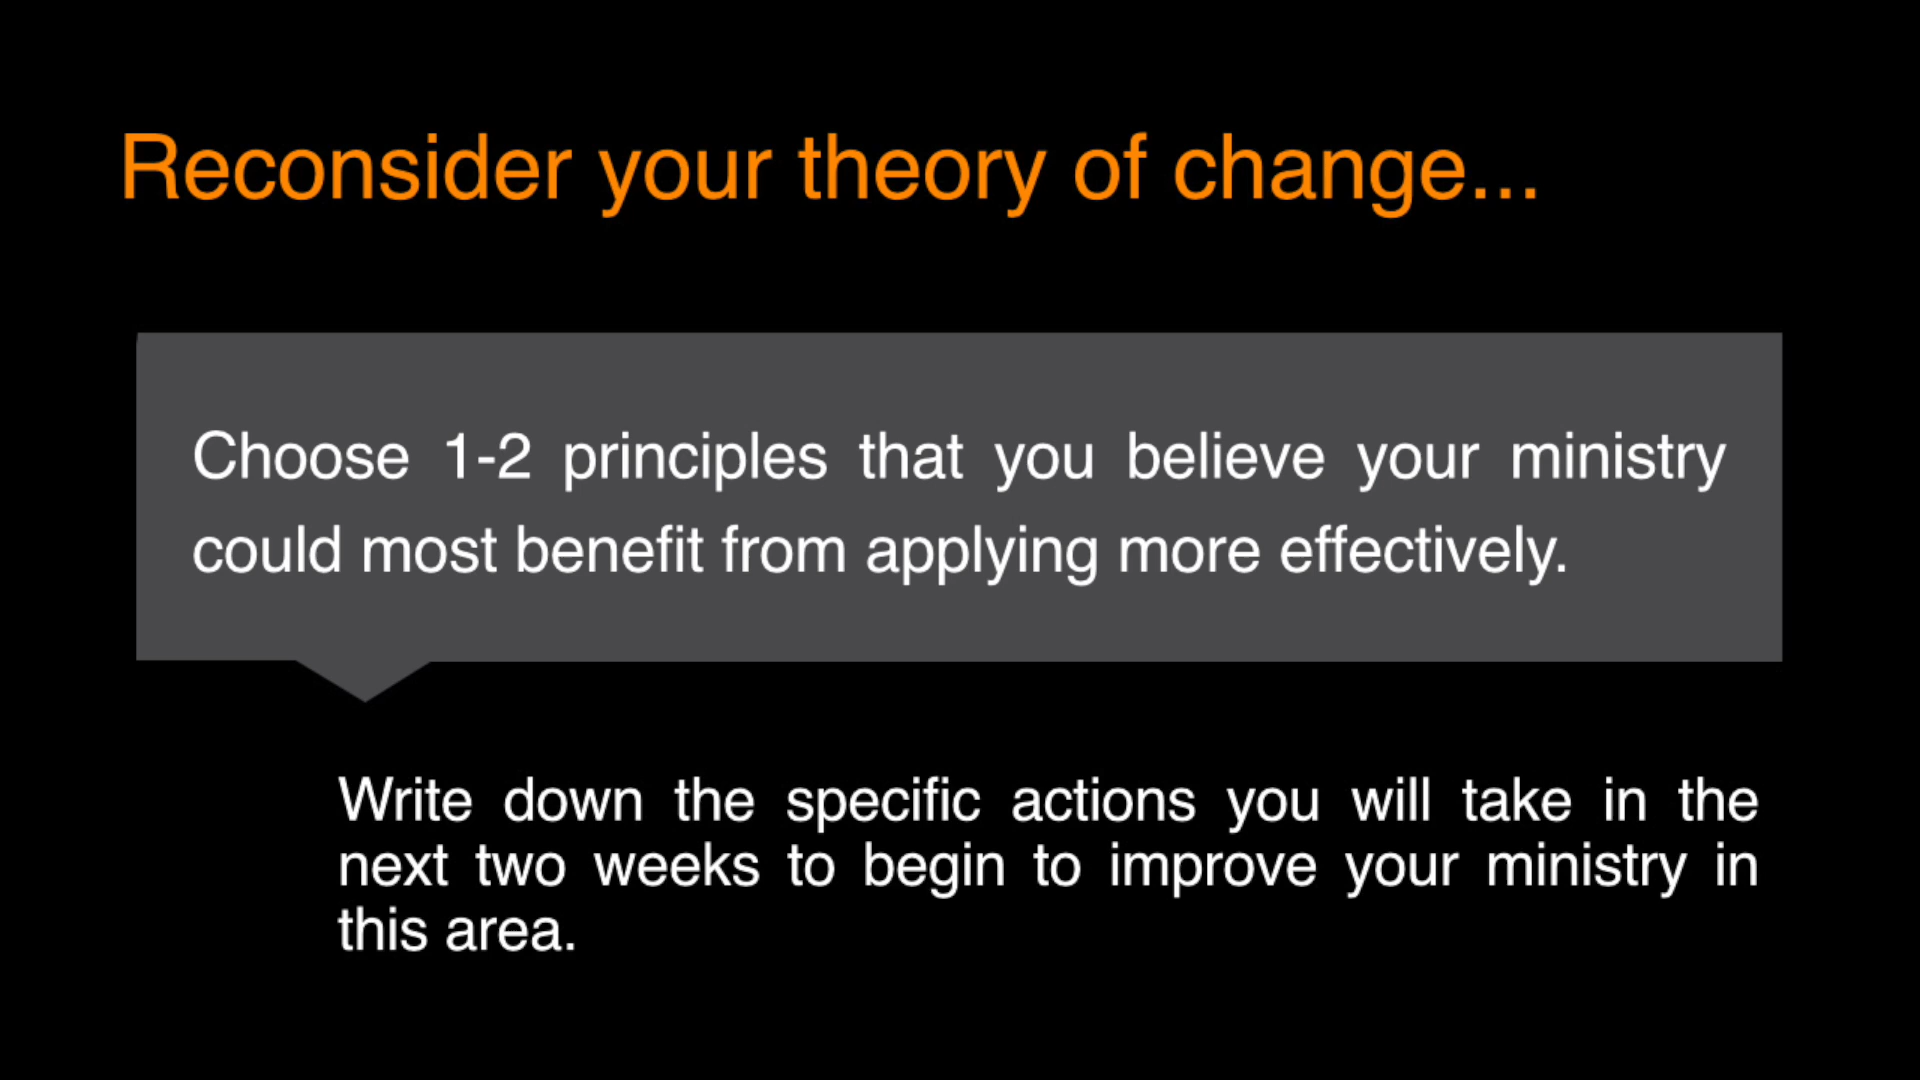 Reconsider your theory of change...
Choose 1-2 principles that you believe your ministry
could most benefit from applying more effectively.
Write down the specific actions you will take in the
next two weeks to begin to improve your ministry in
this area.